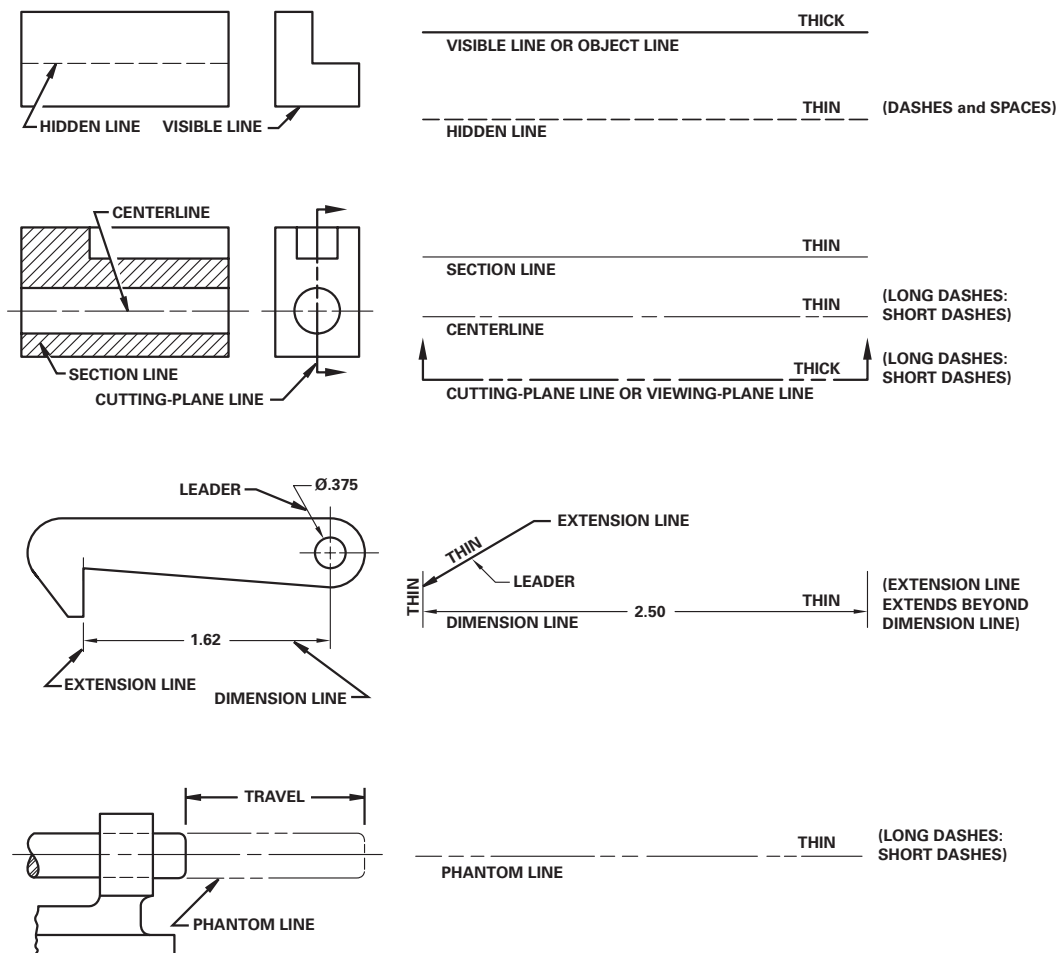 THICK
VISIBLE LINE OR OBJECT LINE
HIDDEN LINE
VISIBLE LINE
THIN
(DASHES and SPACES)
HIDDEN LINE
CENTERLINE
SECTION LINE
CUTTING-PLANE LINE
THIN
SECTION LINE
THIN
(LONG DASHES:
SHORT DASHES)
CENTERLINE
THICK
(LONG DASHES:
SHORT DASHES)
CUTTING-PLANE LINE OR VIEWING-PLANE LINE
LEADER
Ø.375
1.62
EXTENSION LINE
DIMENSION LINE
EXTENSION LINE
THIN
LEADER
THIN
2.50
THIN
DIMENSION LINE
(EXTENSION LINE
EXTENDS BEYOND
DIMENSION LINE)
TRAVEL
PHANTOM LINE
THIN
(LONG DASHES:
SHORT DASHES)
PHANTOM LINE